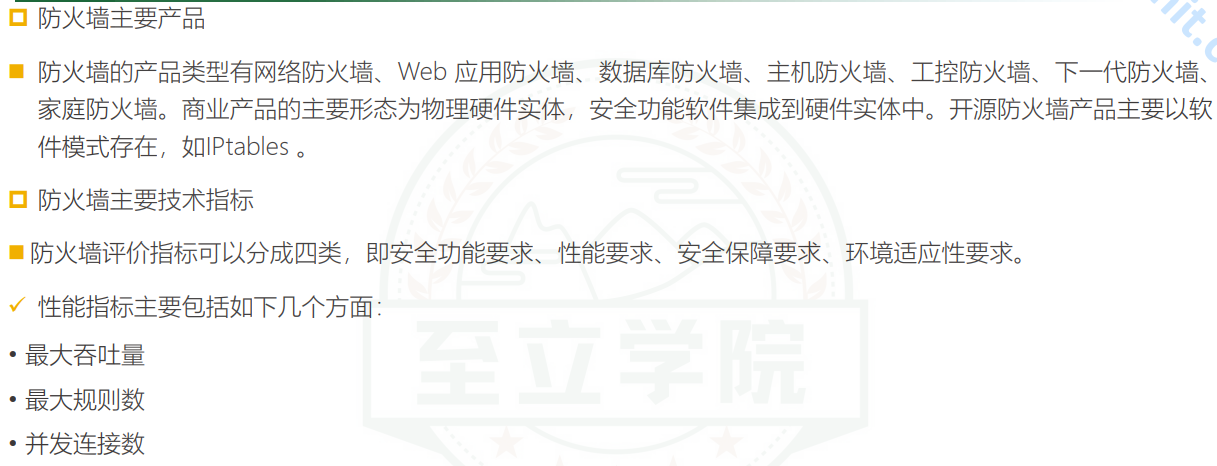 防火墙主要产品
防火墙的产品类型有网络防火墙、Web 应用防火墙、数据库防火墙、主机防火墙、工控防火墙、下一代防火墙、
家庭防火墙。商业产品的主要形态为物理硬件实体，安全功能软件集成到硬件实体中。开源防火墙产品主要以软
件模式存在，如IPtables 。
防火墙主要技术指标
防火墙评价指标可以分成四类，即安全功能要求、性能要求、安全保障要求、环境适应性要求。
✓ 性能指标主要包括如下几个方面：
• 最大吞吐量
• 最大规则数
• 并发连接数
至立学院